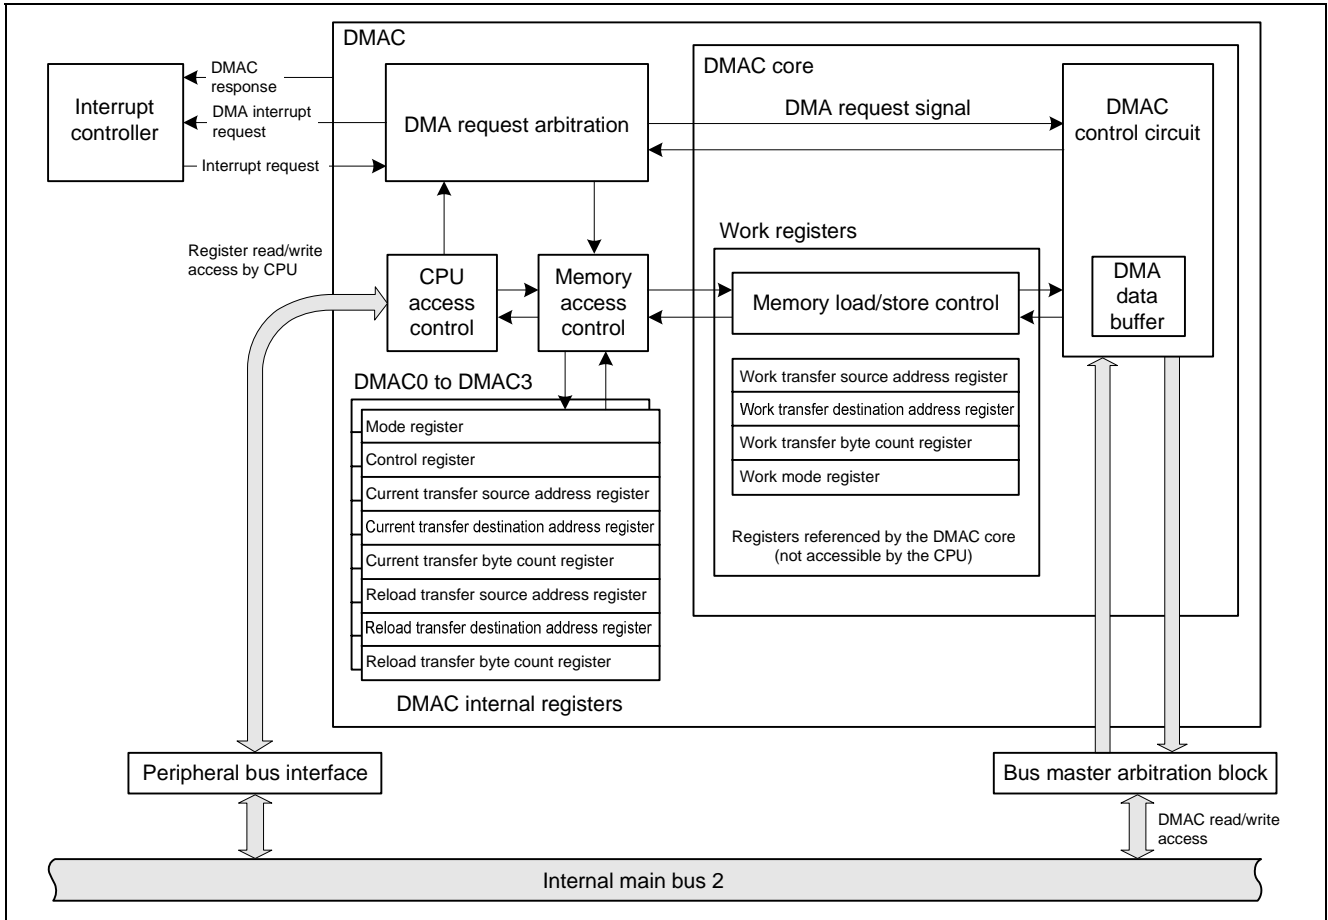 DMAC
DMAC core
Interrupt
controller
DMAC
response
DMA interrupt
request
Interrupt request
DMA request arbitration
DMA request signal
DMAC
control circuit
Register read/write
access by CPU
CPU
access
control
Memory
access
control
Work registers
Memory load/store control
DMA
data
buffer
Work transfer source address register
Work transfer destination address register
Work transfer byte count register
Work mode register
Registers referenced by the DMAC core
(not accessible by the CPU)
DMAC0 to DMAC3
Mode register
Control register
Current transfer source address register
Current transfer destination address register
Current transfer byte count register
Reload transfer source address register
Reload transfer destination address register
Reload transfer byte count register
DMAC internal registers
Peripheral bus interface
Bus master arbitration block
DMAC read/write
access
Internal main bus 2